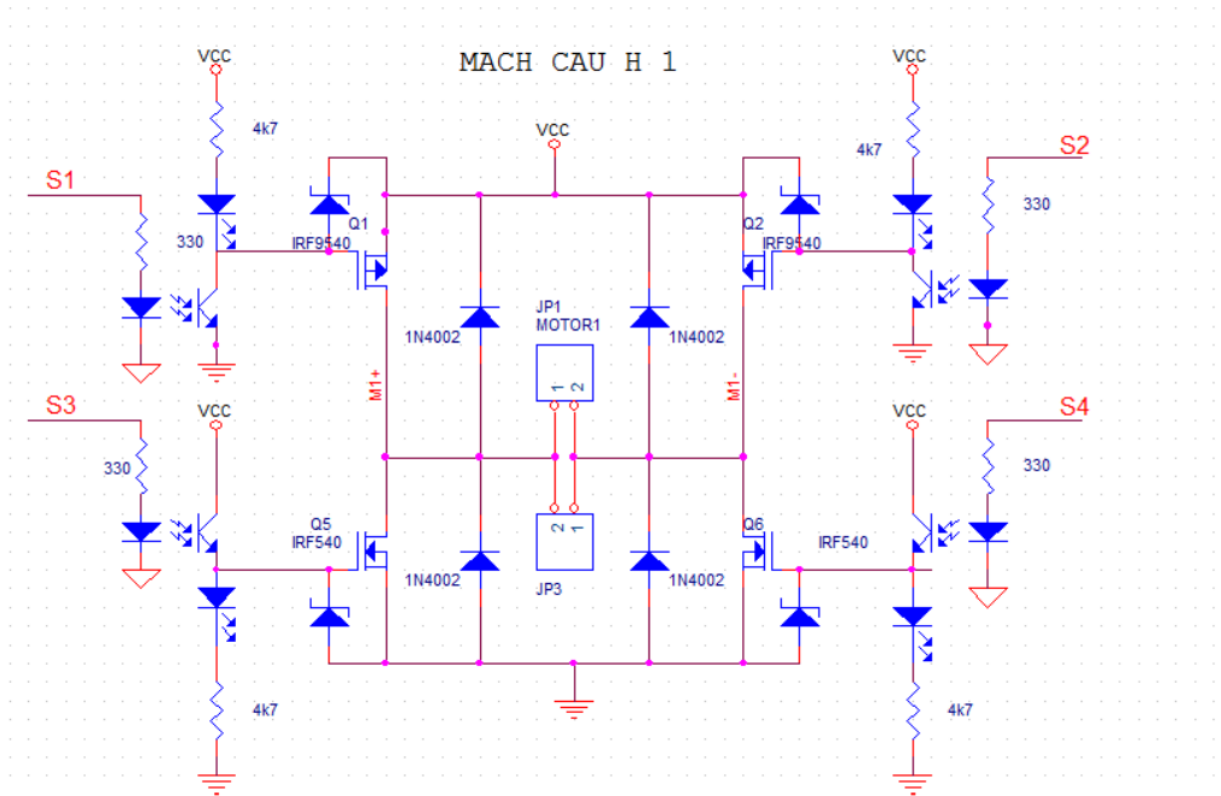 MACH CAU H 1
VCC
VCC
VCC
4k7
4k7
S1
S2
330
330
Q1
IRF9540
Q2
IRF9540
JP1
MOTOR1
1N4002
1N4002
1
2
M1+
M1-
S3
S4
VCC
VCC
330
330
Q5
IRF540
Q6
IRF540
2
1
1N4002
1N4002
JP3
4k7
4k7